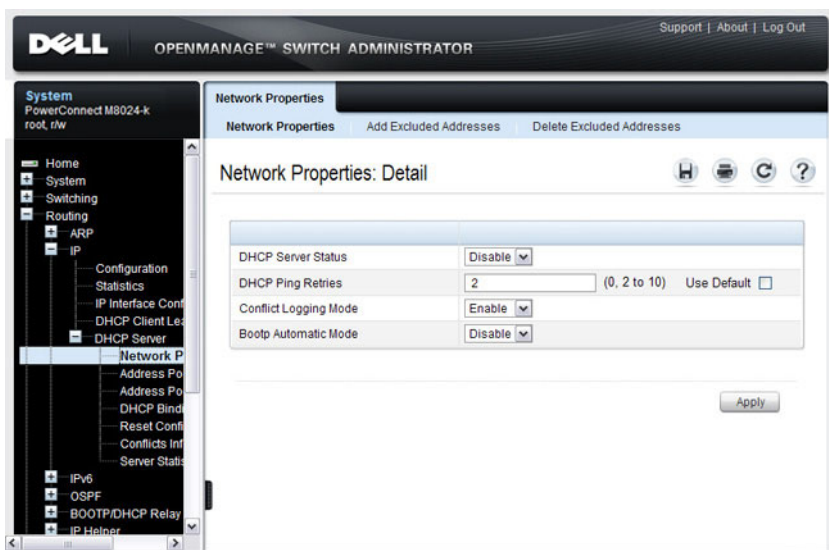 Support | About | Log Out
DELL OPENMANAGE™ SWITCH ADMINISTRATOR
System
PowerConnect M8024-k
root, r/w
Home
System
Switching
Routing
ARP
IP
Configuration
Statistics
IP Interface Conf
DHCP Client Lea
DHCP Server
Network P
Address Po
Address Po
DHCP Bindi
Reset Confi
Conflicts Inf
Server Statis
IPv6
OSPF
BOOTP/DHCP Relay
IP Helper
Network Properties
Network Properties Add Excluded Addresses Delete Excluded Addresses
Network Properties: Detail
DHCP Server Status Disable
DHCP Ping Retries 2 (0, 2 to 10) Use Default
Conflict Logging Mode Enable
Bootp Automatic Mode Disable
Apply